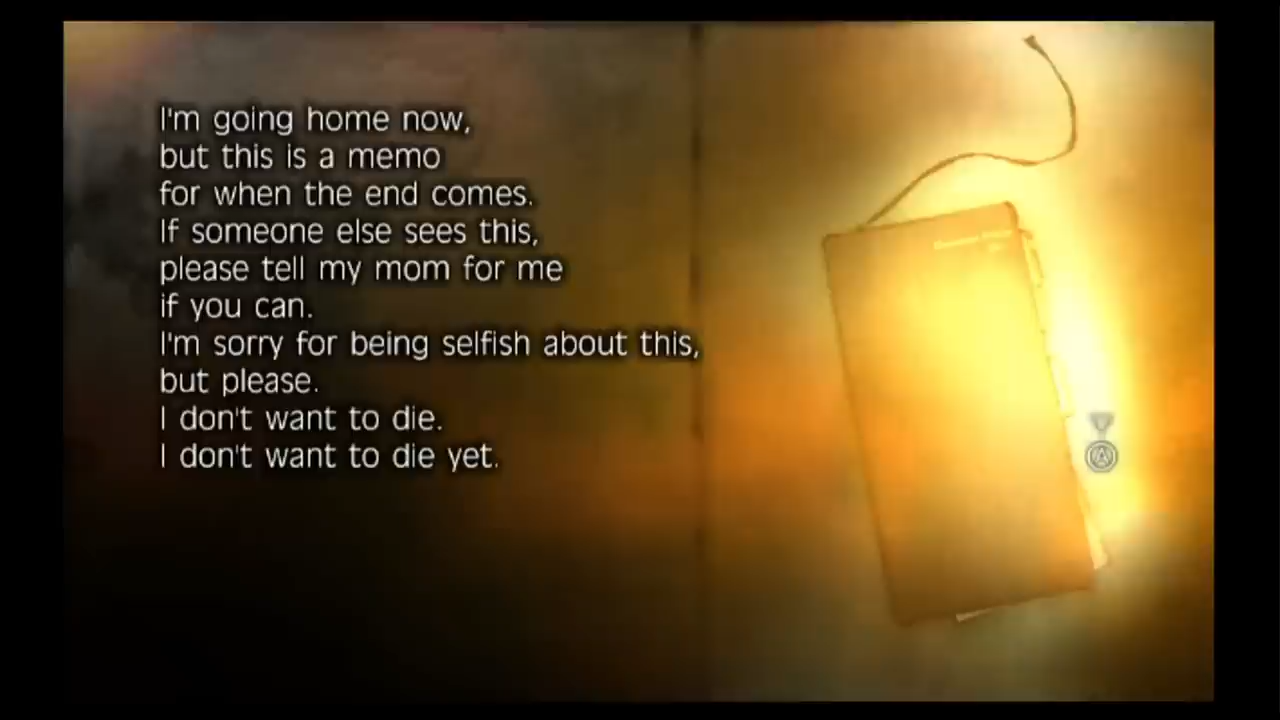 I'm going home now,
but this is a memo
for when the end comes.
If someone else sees this,
please tell my mom for me
if you can.
I'm sorry for being selfish about this,
but please.
I don't want to die.
I don't want to die yet.
A